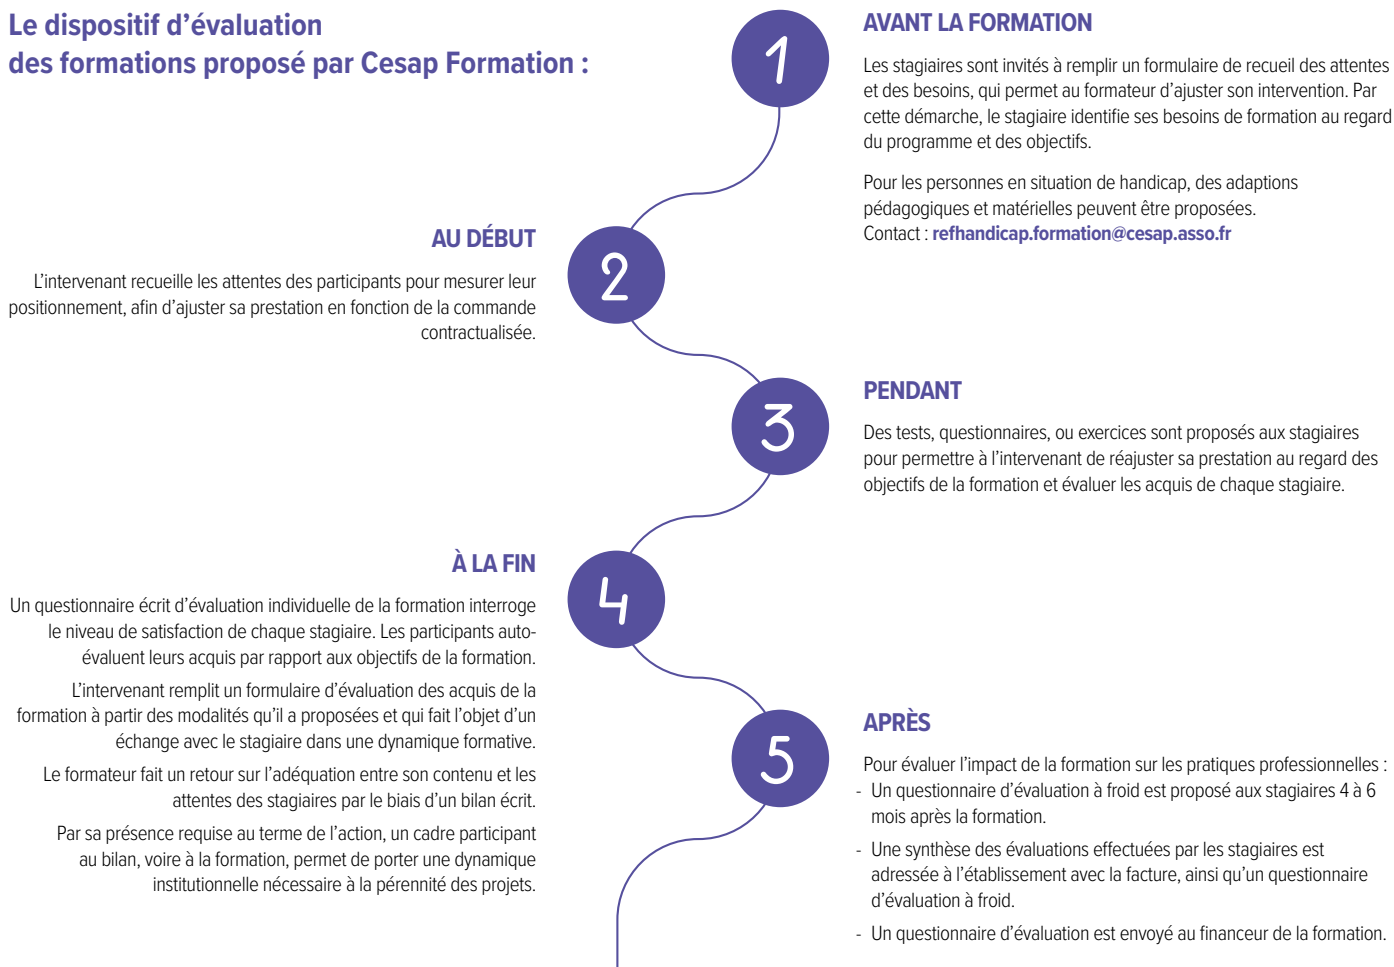 Le dispositif d'évaluation
des formations proposé par Cesap Formation :
1
AVANT LA FORMATION
Les stagiaires sont invités à remplir un formulaire de recueil des attentes
et des besoins, qui permet au formateur d'ajuster son intervention. Par
cette démarche, le stagiaire identifie ses besoins de formation au regard
du programme et des objectifs.
Pour les personnes en situation de handicap, des adaptions
pédagogiques et matérielles peuvent être proposées.
Contact : refhandicap.formation@cesap.asso.fr
2
AU DÉBUT
L'intervenant recueille les attentes des participants pour mesurer leur
positionnement, afin d'ajuster sa prestation en fonction de la commande
contractualisée.
3
PENDANT
Des tests, questionnaires, ou exercices sont proposés aux stagiaires
pour permettre à l'intervenant de réajuster sa prestation au regard des
objectifs de la formation et évaluer les acquis de chaque stagiaire.
4
À LA FIN
Un questionnaire écrit d'évaluation individuelle de la formation interroge
le niveau de satisfaction de chaque stagiaire. Les participants auto-
évaluent leurs acquis par rapport aux objectifs de la formation.
L'intervenant remplit un formulaire d'évaluation des acquis de la
formation à partir des modalités qu'il a proposées et qui fait l'objet d'un
échange avec le stagiaire dans une dynamique formative.
Le formateur fait un retour sur l'adéquation entre son contenu et les
attentes des stagiaires par le biais d'un bilan écrit.
Par sa présence requise au terme de l'action, un cadre participant
au bilan, voire à la formation, permet de porter une dynamique
institutionnelle nécessaire à la pérennité des projets.
5
APRÈS
Pour évaluer l'impact de la formation sur les pratiques professionnelles :
- Un questionnaire d'évaluation à froid est proposé aux stagiaires 4 à 6
mois après la formation.
- Une synthèse des évaluations effectuées par les stagiaires est
adressée à l'établissement avec la facture, ainsi qu'un questionnaire
d'évaluation à froid.
- Un questionnaire d'évaluation est envoyé au financeur de la formation.